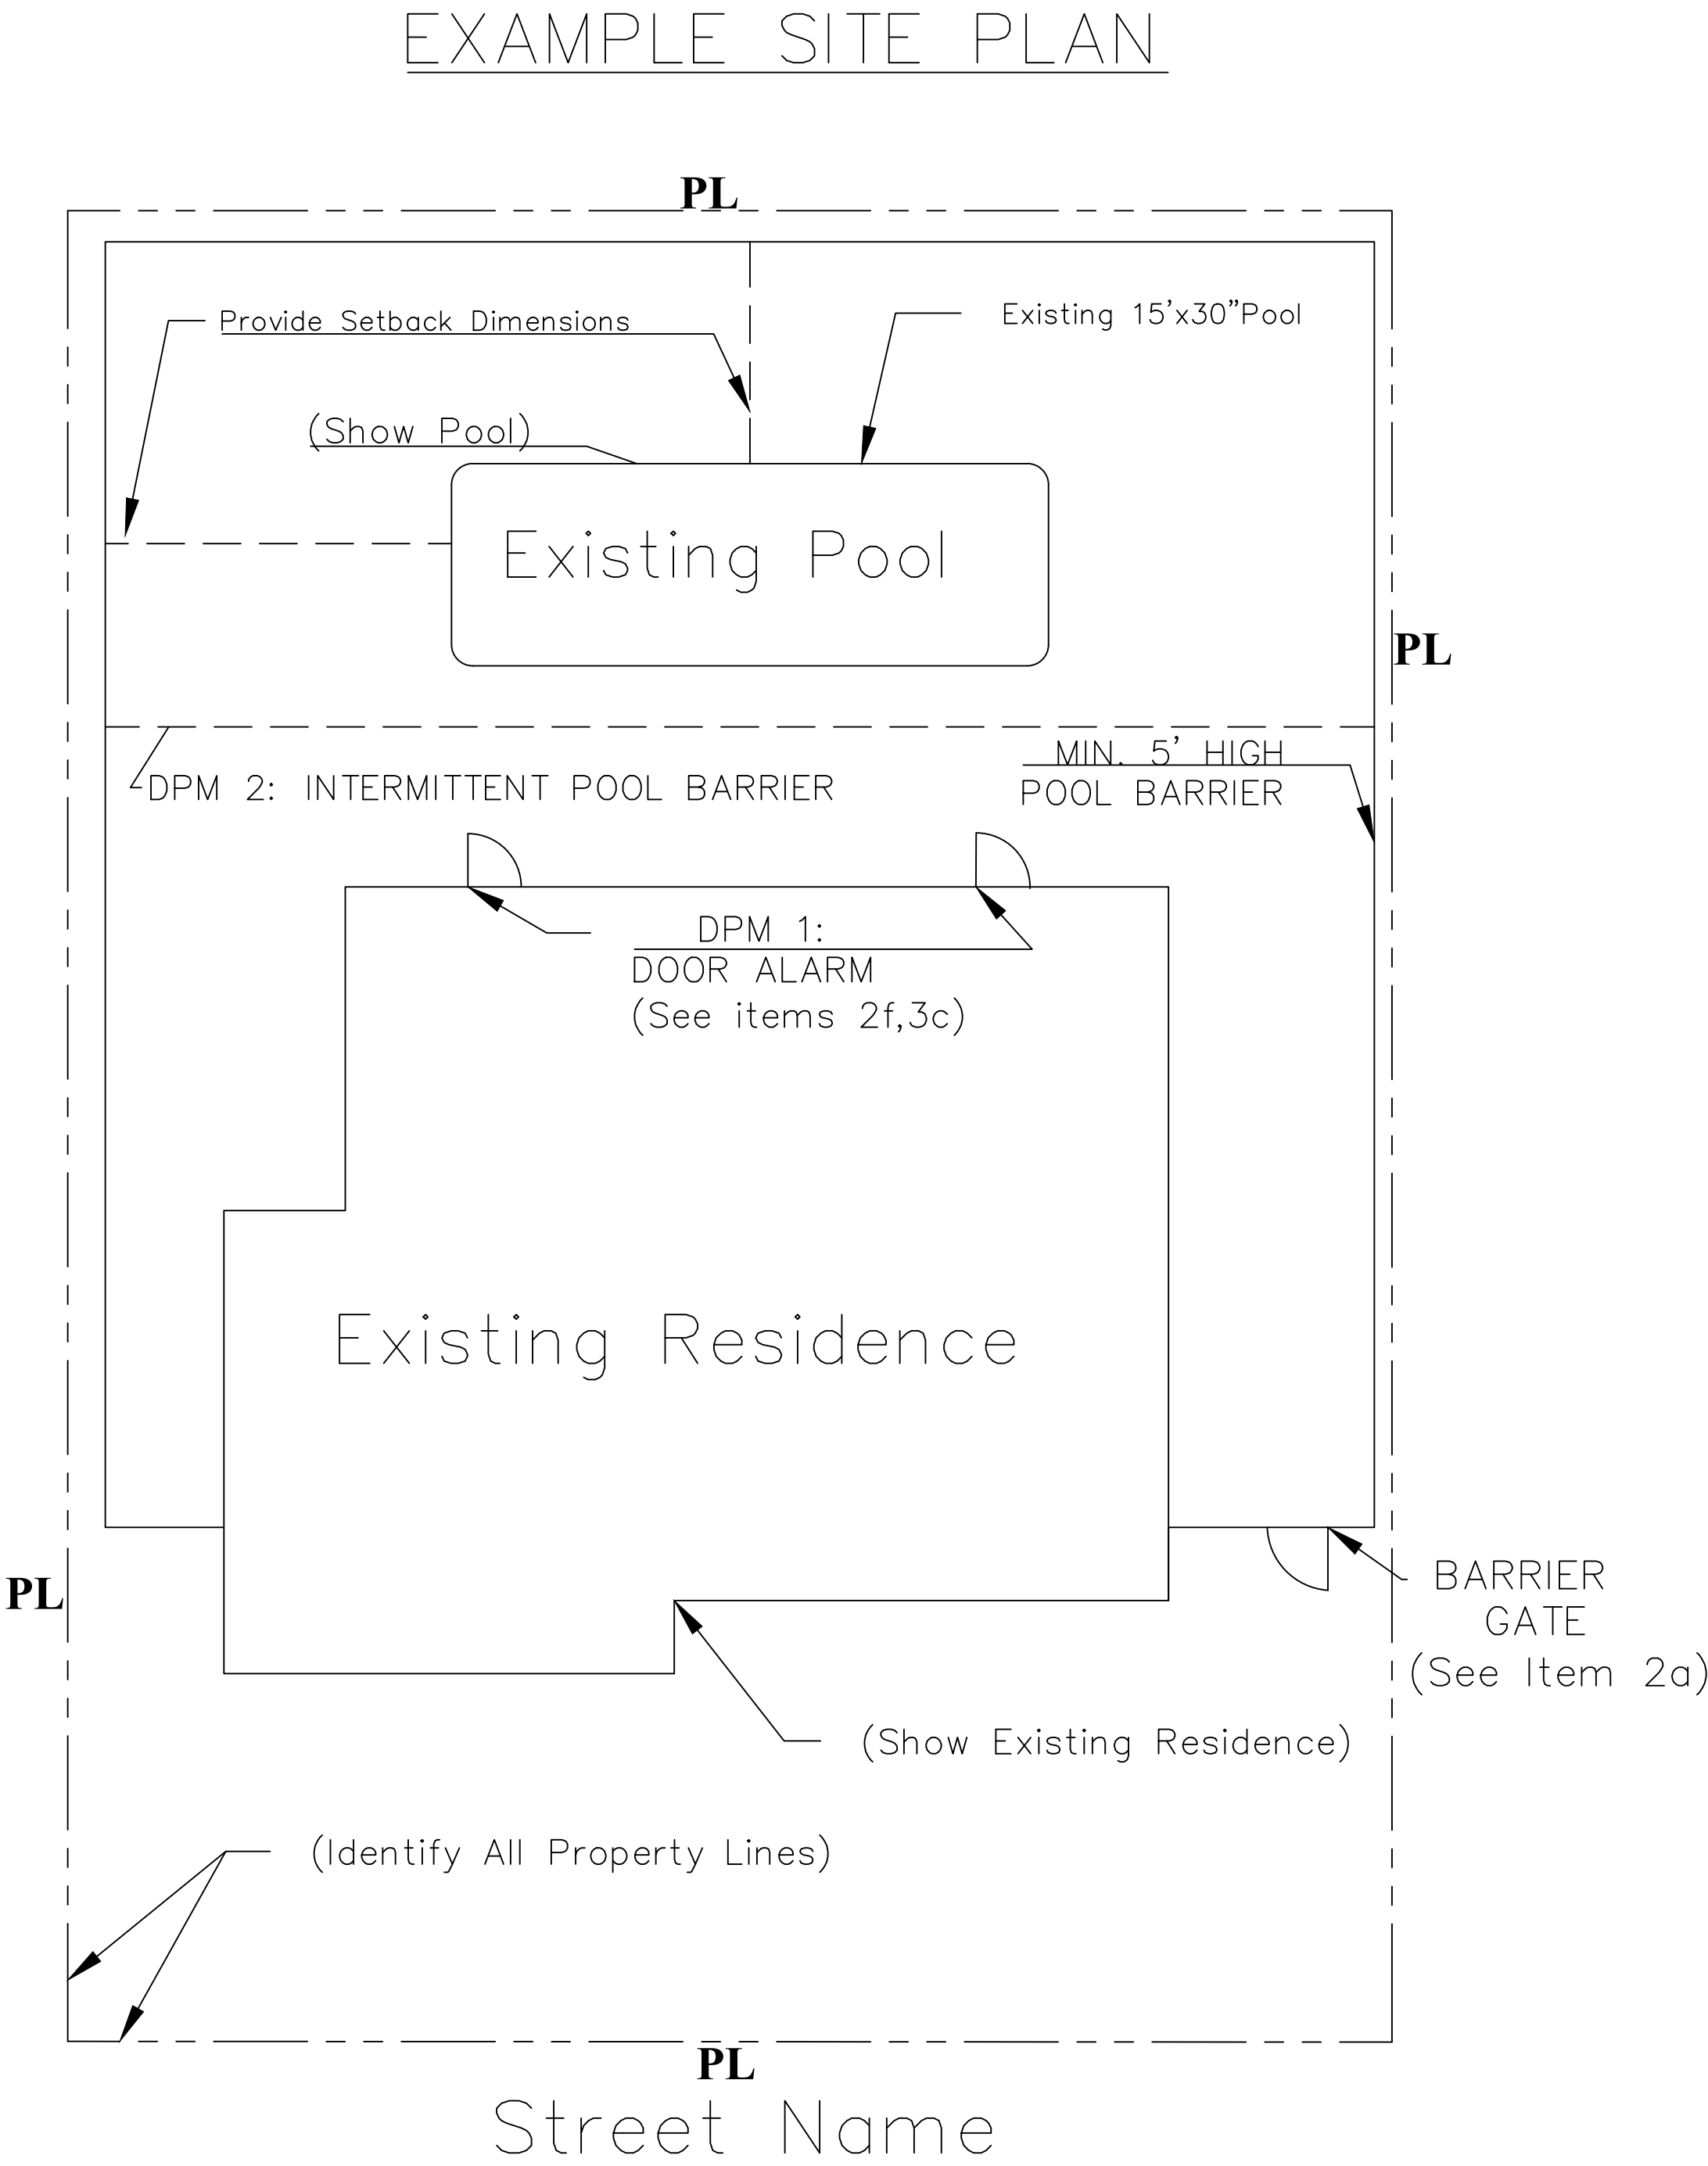 EXAMPLE SITE PLAN
PL
Provide Setback Dimensions
Existing 15'x30"Pool
(Show Pool)
Existing Pool
PL
MIN. 5' HIGH
POOL BARRIER
DPM 2: INTERMITTENT POOL BARRIER
DPM 1:
DOOR ALARM
(See items 2f,3c)
Existing Residence
PL
BARRIER
GATE
(See Item 2a)
(Show Existing Residence)
(Identify All Property Lines)
PL
Street Name